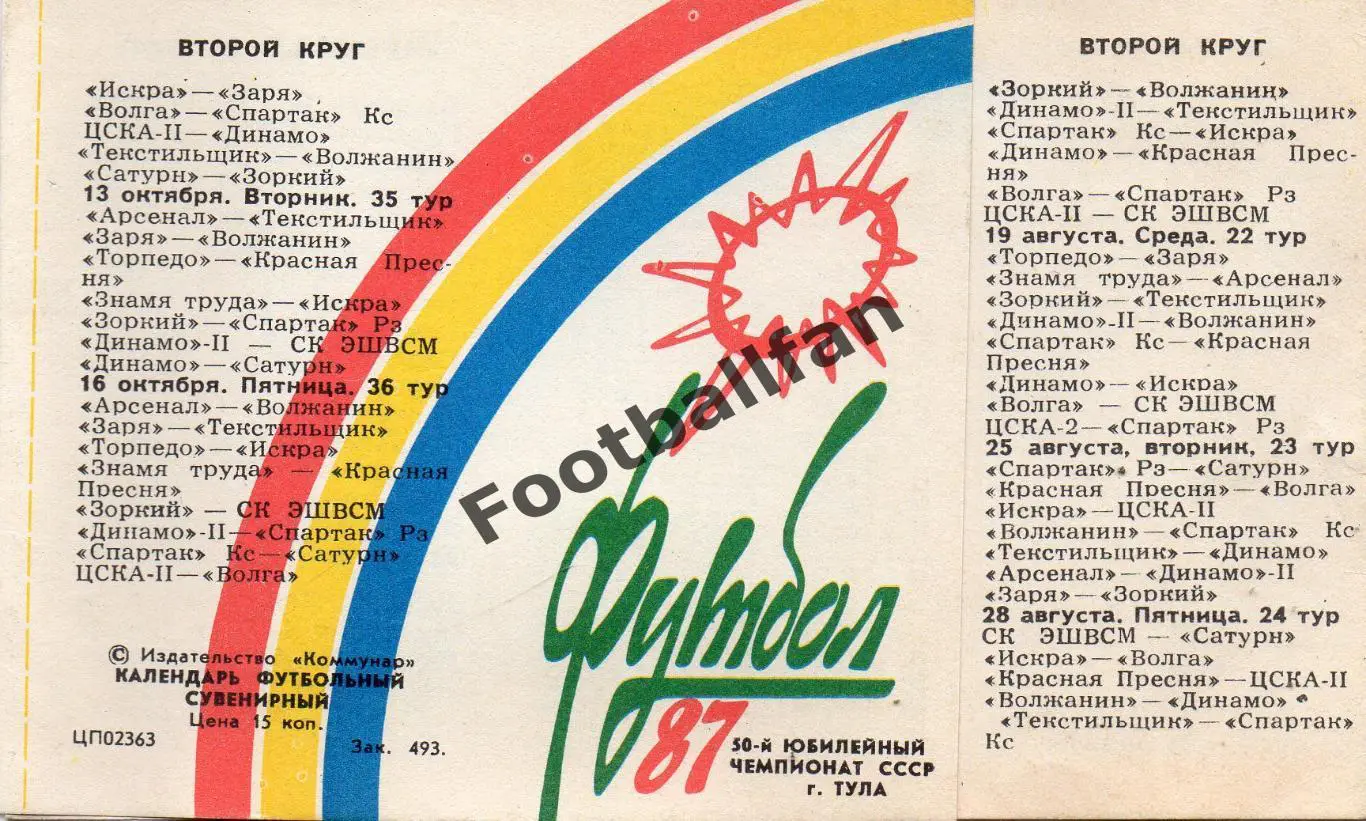 ВТОРОЙ КРУГ
«Искра»—«Заря»
«Волга»—«Спартак» Кс
ЦСКА-II—«Динамо»
«Текстильщик»—«Волжанин»
«Сатурн»—«Зоркий»
13 октября. Вторник. 35 тур
«Арсенал»—«Текстильщик»
«Заря»—«Волжанин»
«Торпедо»—«Красная Прес-
ня»
«Знамя труда»—«Искра»
«Зоркий»—«Спартак» Рз
«Динамо»-II — СК ЭШВСМ
«Динамо»—«Сатурн»
16 октября. Пятница. 36 тур
«Арсенал»—«Волжанин»
«Заря»—«Текстильщик»
«Торпедо»—«Искра»
«Знамя труда» — «Красная
Пресня»
«Зоркий» — СК ЭШВСМ
«Динамо»-II—«Спартак» Рз
«Спартак» Кс—«Сатурн»
ЦСКА-II—«Волга»
© Издательство «Коммунар»
КАЛЕНДАРЬ ФУТБОЛЬНЫЙ
СУВЕНИРНЫЙ
Цена 15 коп.
ЦП02363 Зак. 493.
Футбол
87
50-й ЮБИЛЕЙНЫЙ
ЧЕМПИОНАТ СССР
г. ТУЛА
Footballfan
ВТОРОЙ КРУГ
«Зоркий»—«Волжанин»
«Динамо»-II—«Текстильщик»
«Спартак» Кс—«Искра»
«Динамо»—«Красная Прес-
ня»
«Волга»—«Спартак» Рз
ЦСКА-II — СК ЭШВСМ
19 августа. Среда. 22 тур
«Торпедо»—«Заря»
«Знамя труда»—«Арсенал»
«Зоркий»—«Текстильщик»
«Динамо»-II—«Волжанин»
«Спартак» Кс—«Красная
Пресня»
«Динамо»—«Искра»
«Волга» — СК ЭШВСМ
ЦСКА-2—«Спартак» Рз
25 августа, вторник, 23 тур
«Спартак» Рз—«Сатурн»
«Красная Пресня»—«Волга»
«Искра»—ЦСКА-II
«Волжанин»—«Спартак» Кс
«Текстильщик»—«Динамо»
«Арсенал»—«Динамо»-II
«Заря»—«Зоркий»
28 августа. Пятница. 24 тур
СК ЭШВСМ — «Сатурн»
«Искра»—«Волга»
«Красная Пресня»—ЦСКА-II
«Волжанин»—«Динамо»
«Текстильщик»—«Спартак»
Кс